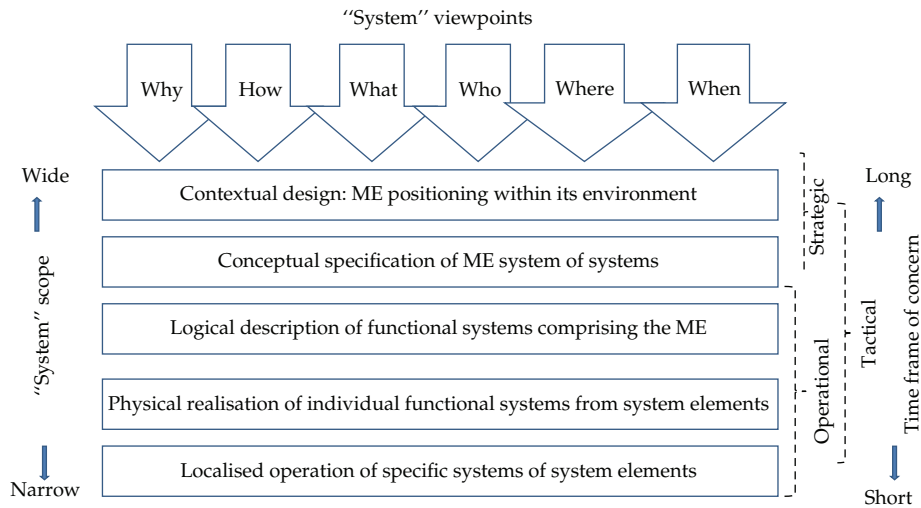 “System” viewpoints
Why
How
What
Who
Where
When
Wide
Contextual design: ME positioning within its environment
Strategic
Long
Conceptual specification of ME system of systems
“System” scope
Logical description of functional systems comprising the ME
Operational
Tactical
Time frame of concern
Physical realisation of individual functional systems from system elements
Localised operation of specific systems of system elements
Narrow
Short